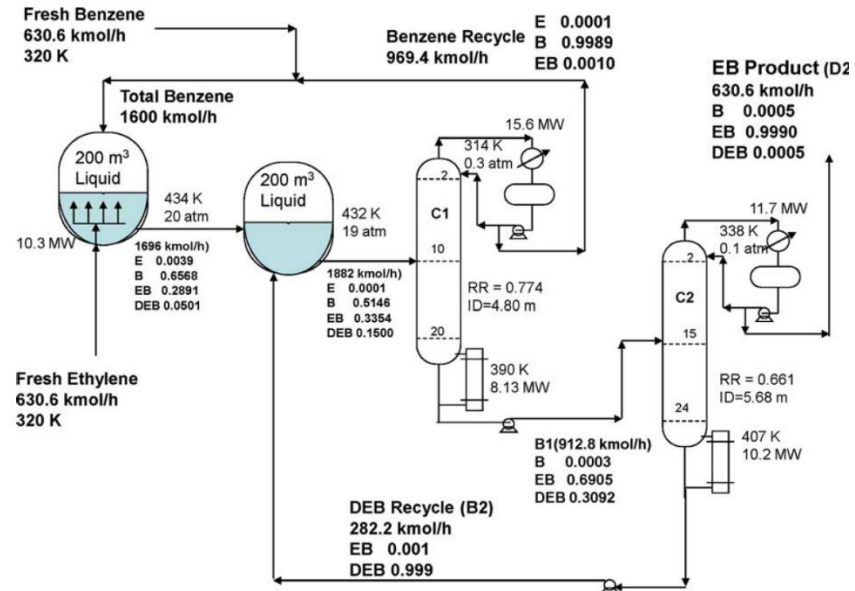 Fresh Benzene
630.6 kmol/h
320 K
Benzene Recycle
969.4 kmol/h
E 0.0001
B 0.9989
EB 0.0010
EB Product (D2
630.6 kmol/h
B 0.0005
EB 0.9990
DEB 0.0005
Total Benzene
1600 kmol/h
200 m3
Liquid
434 K
20 atm
10.3 MW
1696 kmol/h)
E 0.0039
B 0.6568
EB 0.2891
DEB 0.0501
Fresh Ethylene
630.6 kmol/h
320 K
200 m3
Liquid
432 K
19 atm
1882 kmol/h)
E 0.0001
B 0.5146
EB 0.3354
DEB 0.1500
15.6 MW
314 K
0.3 atm
2
C1
10
20
RR = 0.774
ID=4.80 m
390 K
8.13 MW
B1(912.8 kmol/h)
B 0.0003
EB 0.6905
DEB 0.3092
11.7 MW
338 K
0.1 atm
2
C2
15
24
RR = 0.661
ID=5.68 m
407 K
10.2 MW
DEB Recycle (B2)
282.2 kmol/h
EB 0.001
DEB 0.999